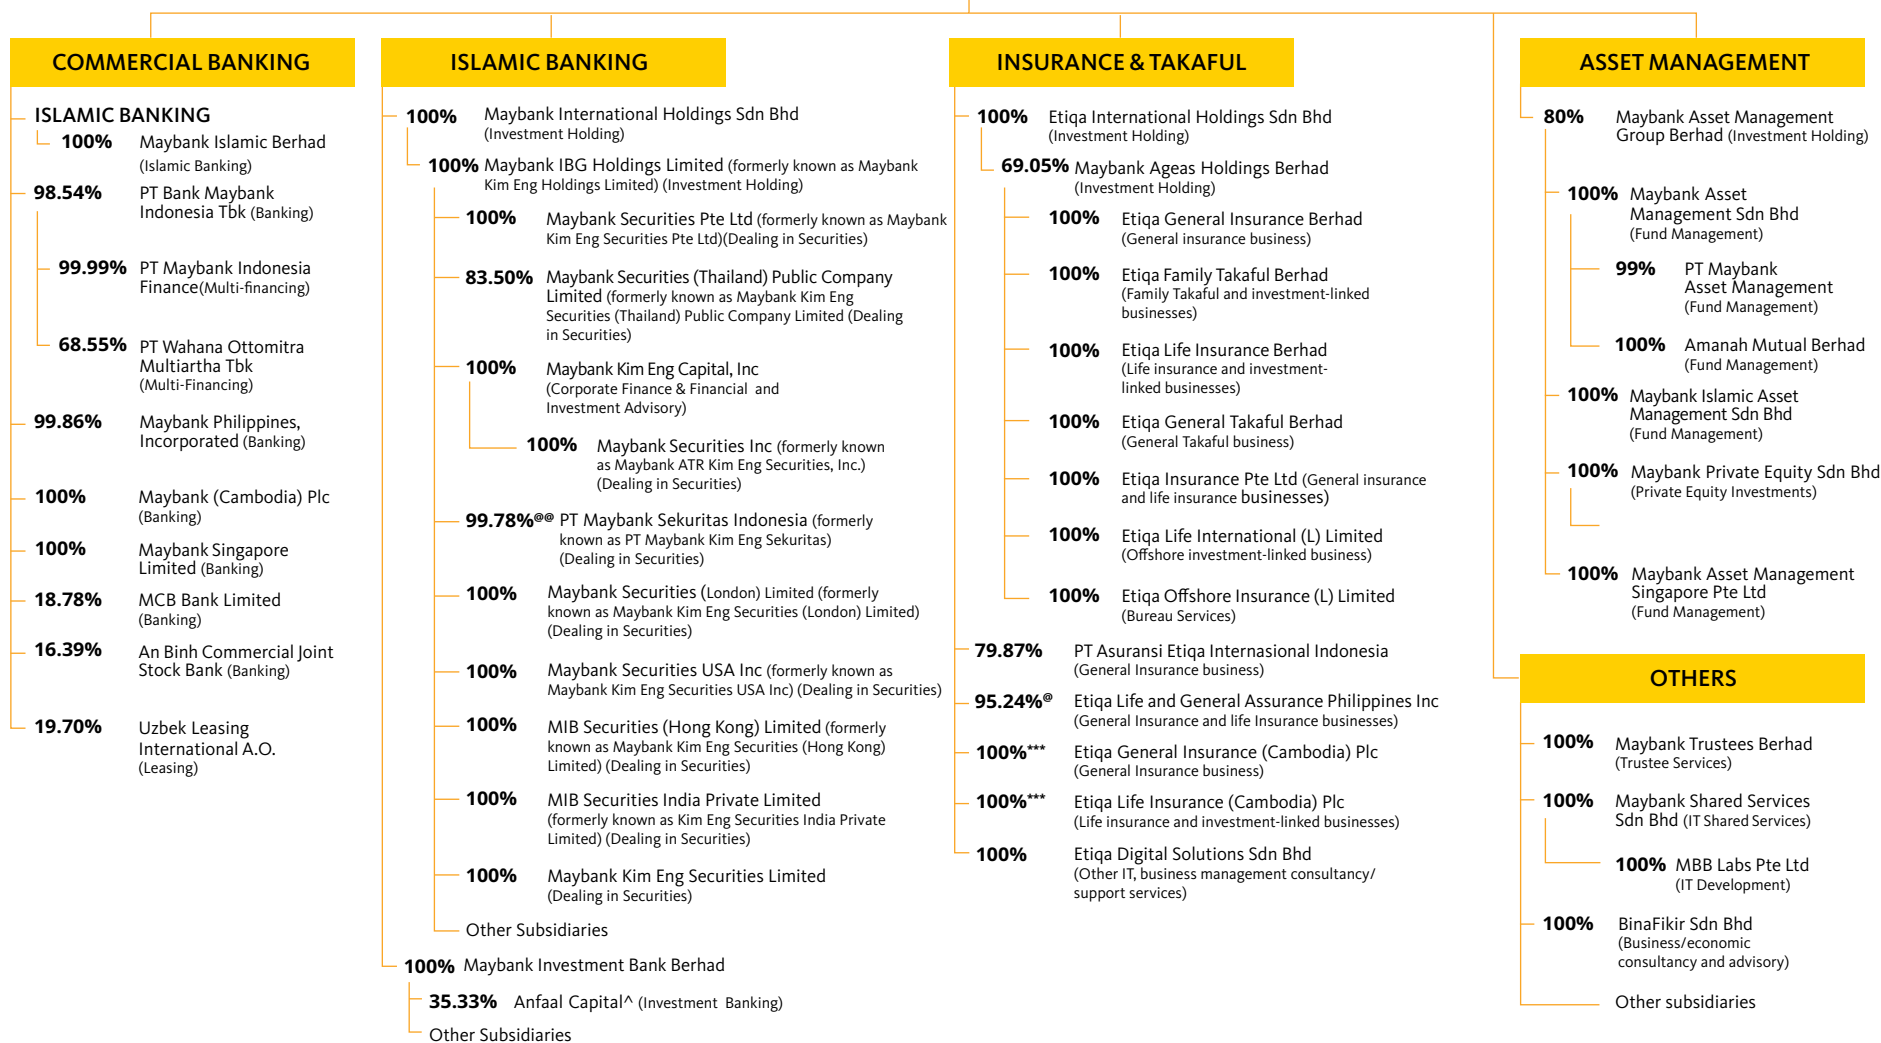 COMMERCIAL BANKING
ISLAMIC BANKING
100% Maybank Islamic Berhad
(Islamic Banking)
98.54% PT Bank Maybank
Indonesia Tbk (Banking)
99.99% PT Maybank Indonesia
Finance(Multi-financing)
68.55% PT Wahana Ottomitra
Multiartha Tbk
(Multi-Financing)
99.86% Maybank Philippines,
Incorporated (Banking)
100% Maybank (Cambodia) Plc
(Banking)
100% Maybank Singapore
Limited (Banking)
18.78% MCB Bank Limited
(Banking)
16.39% An Binh Commercial Joint
Stock Bank (Banking)
19.70% Uzbek Leasing
International A.O.
(Leasing)
ISLAMIC BANKING
100% Maybank International Holdings Sdn Bhd
(Investment Holding)
100% Maybank IBG Holdings Limited (formerly known as Maybank
Kim Eng Holdings Limited) (Investment Holding)
100% Maybank Securities Pte Ltd (formerly known as Maybank
Kim Eng Securities Pte Ltd)(Dealing in Securities)
83.50% Maybank Securities (Thailand) Public Company
Limited (formerly known as Maybank Kim Eng
Securities (Thailand) Public Company Limited (Dealing
in Securities)
100% Maybank Kim Eng Capital, Inc
(Corporate Finance & Financial and
Investment Advisory)
100% Maybank Securities Inc (formerly known
as Maybank ATR Kim Eng Securities, Inc.)
(Dealing in Securities)
99.78%@@ PT Maybank Sekuritas Indonesia (formerly
known as PT Maybank Kim Eng Sekuritas)
(Dealing in Securities)
100% Maybank Securities (London) Limited (formerly
known as Maybank Kim Eng Securities (London) Limited)
(Dealing in Securities)
100% Maybank Securities USA Inc (formerly known as
Maybank Kim Eng Securities USA Inc) (Dealing in Securities)
100% MIB Securities (Hong Kong) Limited (formerly
known as Maybank Kim Eng Securities (Hong Kong)
Limited) (Dealing in Securities)
100% MIB Securities India Private Limited
(formerly known as Kim Eng Securities India Private
Limited) (Dealing in Securities)
100% Maybank Kim Eng Securities Limited
(Dealing in Securities)
Other Subsidiaries
100% Maybank Investment Bank Berhad
35.33% Anfaal Capital^ (Investment Banking)
Other Subsidiaries
INSURANCE & TAKAFUL
100% Etiqa International Holdings Sdn Bhd
(Investment Holding)
69.05% Maybank Ageas Holdings Berhad
(Investment Holding)
100% Etiqa General Insurance Berhad
(General insurance business)
100% Etiqa Family Takaful Berhad
(Family Takaful and investment-linked
businesses)
100% Etiqa Life Insurance Berhad
(Life insurance and investment-
linked businesses)
100% Etiqa General Takaful Berhad
(General Takaful business)
100% Etiqa Insurance Pte Ltd (General insurance
and life insurance businesses)
100% Etiqa Life International (L) Limited
(Offshore investment-linked business)
100% Etiqa Offshore Insurance (L) Limited
(Bureau Services)
79.87% PT Asuransi Etiqa Internasional Indonesia
(General Insurance business)
95.24%@ Etiqa Life and General Assurance Philippines Inc
(General Insurance and life Insurance businesses)
100%*** Etiqa General Insurance (Cambodia) Plc
(General Insurance business)
100%*** Etiqa Life Insurance (Cambodia) Plc
(Life insurance and investment-linked businesses)
100% Etiqa Digital Solutions Sdn Bhd
(Other IT, business management consultancy/
support services)
ASSET MANAGEMENT
80% Maybank Asset Management
Group Berhad (Investment Holding)
100% Maybank Asset
Management Sdn Bhd
(Fund Management)
99% PT Maybank
Asset Management
(Fund Management)
100% Amanah Mutual Berhad
(Fund Management)
100% Maybank Islamic Asset
Management Sdn Bhd
(Fund Management)
100% Maybank Private Equity Sdn Bhd
(Private Equity Investments)
100% Maybank Asset Management
Singapore Pte Ltd
(Fund Management)
OTHERS
100% Maybank Trustees Berhad
(Trustee Services)
100% Maybank Shared Services
Sdn Bhd (IT Shared Services)
100% MBB Labs Pte Ltd
(IT Development)
100% BinaFikir Sdn Bhd
(Business/economic
consultancy and advisory)
Other subsidiaries